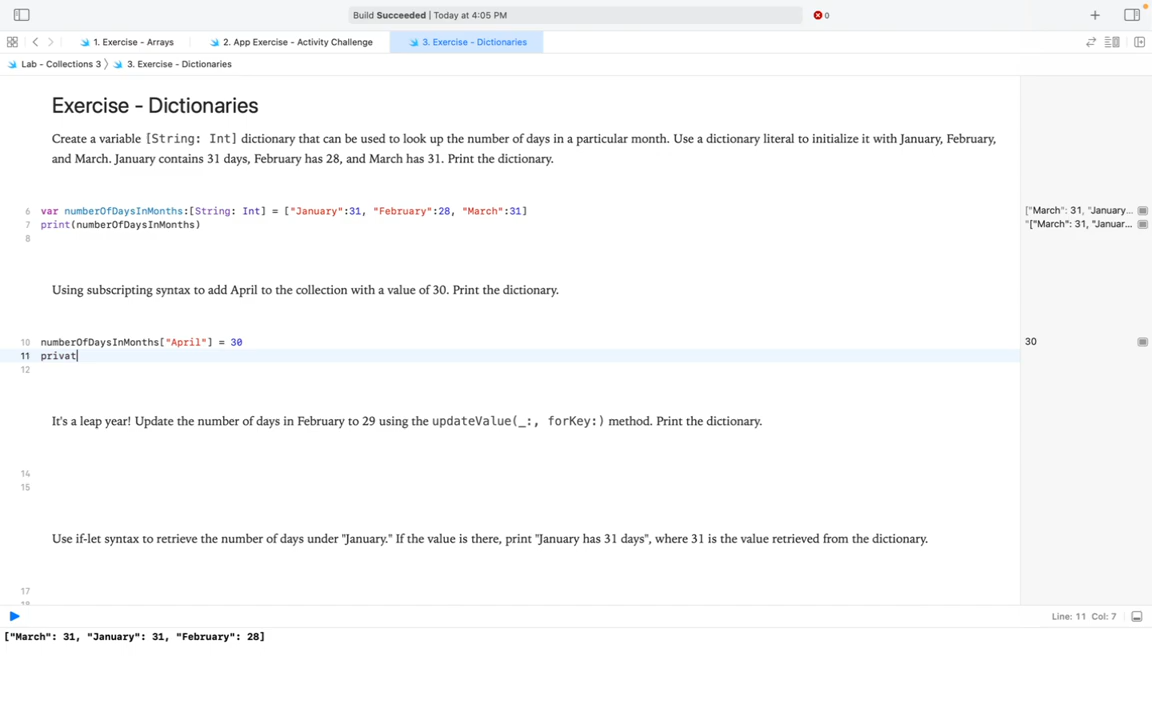 Build Succeeded | Today at 4:05 PM
0
1. Exercise - Arrays
2. App Exercise - Activity Challenge
3. Exercise - Dictionaries
Lab - Collections 3 〉 3. Exercise - Dictionaries
Exercise - Dictionaries
Create a variable [String: Int] dictionary that can be used to look up the number of days in a particular month. Use a dictionary literal to initialize it with January, February,
and March. January contains 31 days, February has 28, and March has 31. Print the dictionary.
6 var numberOfDaysInMonths:[String: Int] = ["January":31, "February":28, "March":31]
["March": 31, "January...
7 print(numberOfDaysInMonths)
"["March": 31, "Januar...
8
Using subscripting syntax to add April to the collection with a value of 30. Print the dictionary.
10 numberOfDaysInMonths["April"] = 30
30
11 privat
12
It's a leap year! Update the number of days in February to 29 using the updateValue(_:, forKey:) method. Print the dictionary.
14
15
Use if-let syntax to retrieve the number of days under "January." If the value is there, print "January has 31 days", where 31 is the value retrieved from the dictionary.
17
18
Line: 11 Col: 7
["March": 31, "January": 31, "February": 28]